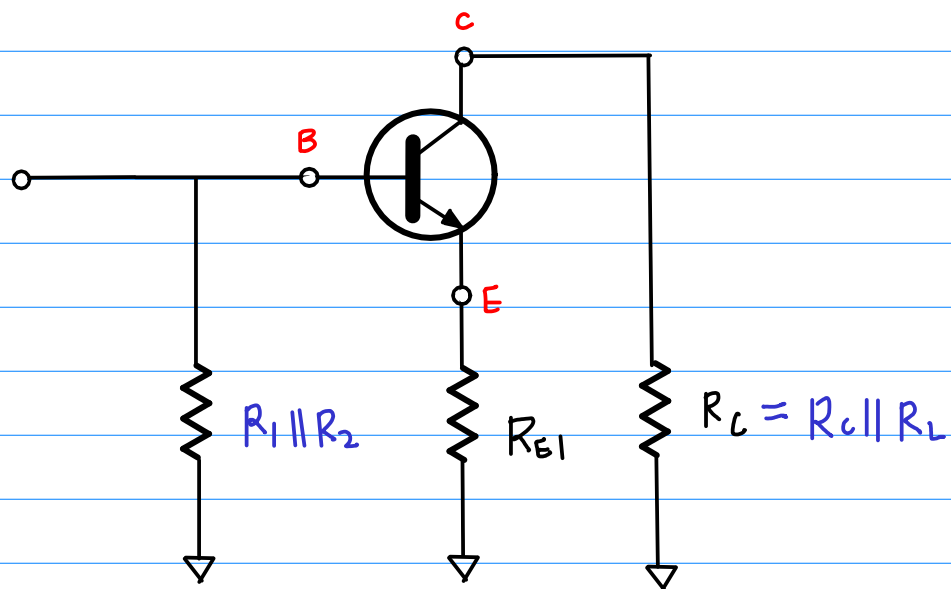 C
B
E
R1 || R2
RE1
RC = RC || RL